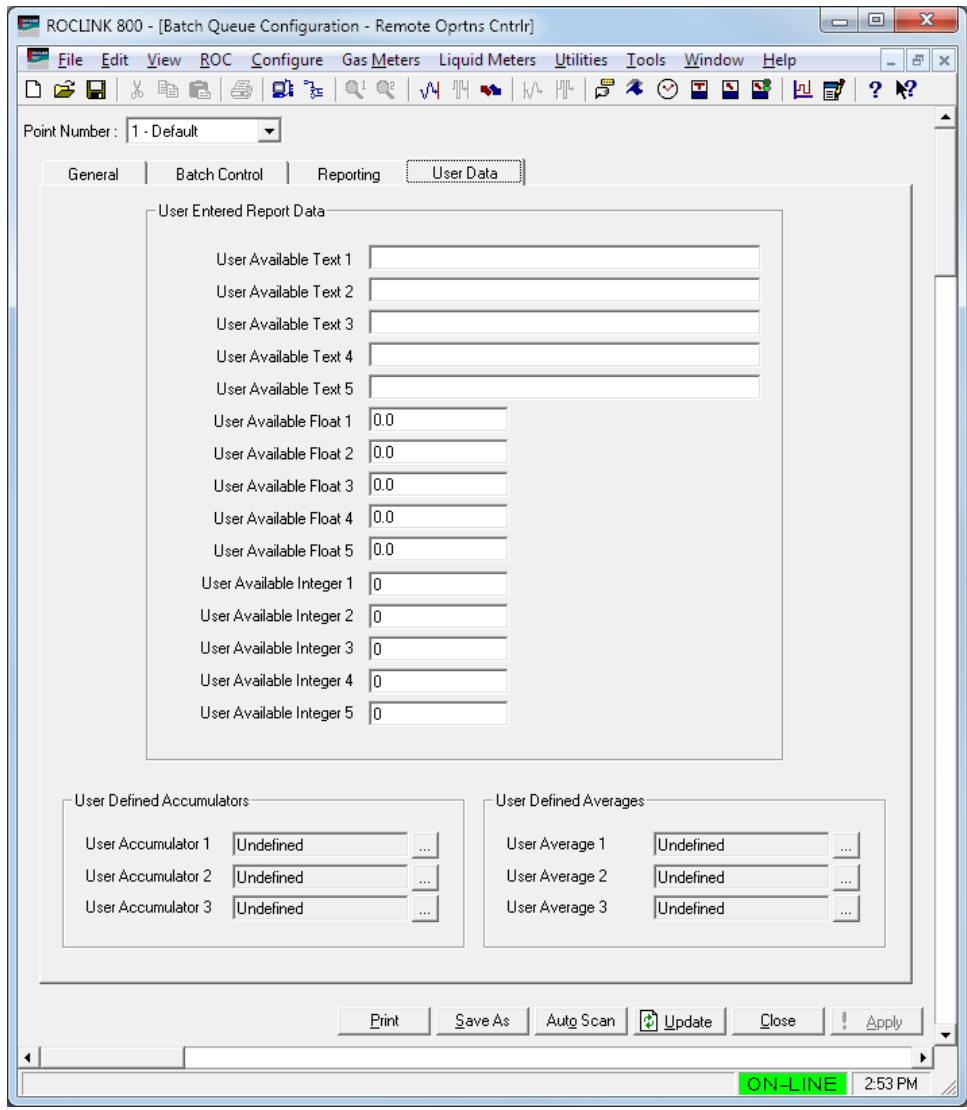 ROCLINK 800 - [Batch Queue Configuration - Remote Oprtns Cntrlr]
File Edit View ROC Configure Gas Meters Liquid Meters Utilities Tools Window Help
Point Number : 1 - Default
General Batch Control Reporting User Data
User Entered Report Data
User Available Text 1
User Available Text 2
User Available Text 3
User Available Text 4
User Available Text 5
User Available Float 1 0.0
User Available Float 2 0.0
User Available Float 3 0.0
User Available Float 4 0.0
User Available Float 5 0.0
User Available Integer 1 0
User Available Integer 2 0
User Available Integer 3 0
User Available Integer 4 0
User Available Integer 5 0
User Defined Accumulators
User Accumulator 1 Undefined ...
User Accumulator 2 Undefined ...
User Accumulator 3 Undefined ...
User Defined Averages
User Average 1 Undefined ...
User Average 2 Undefined ...
User Average 3 Undefined ...
Print Save As Auto Scan Update Close ! Apply
ON-LINE 2:53 PM